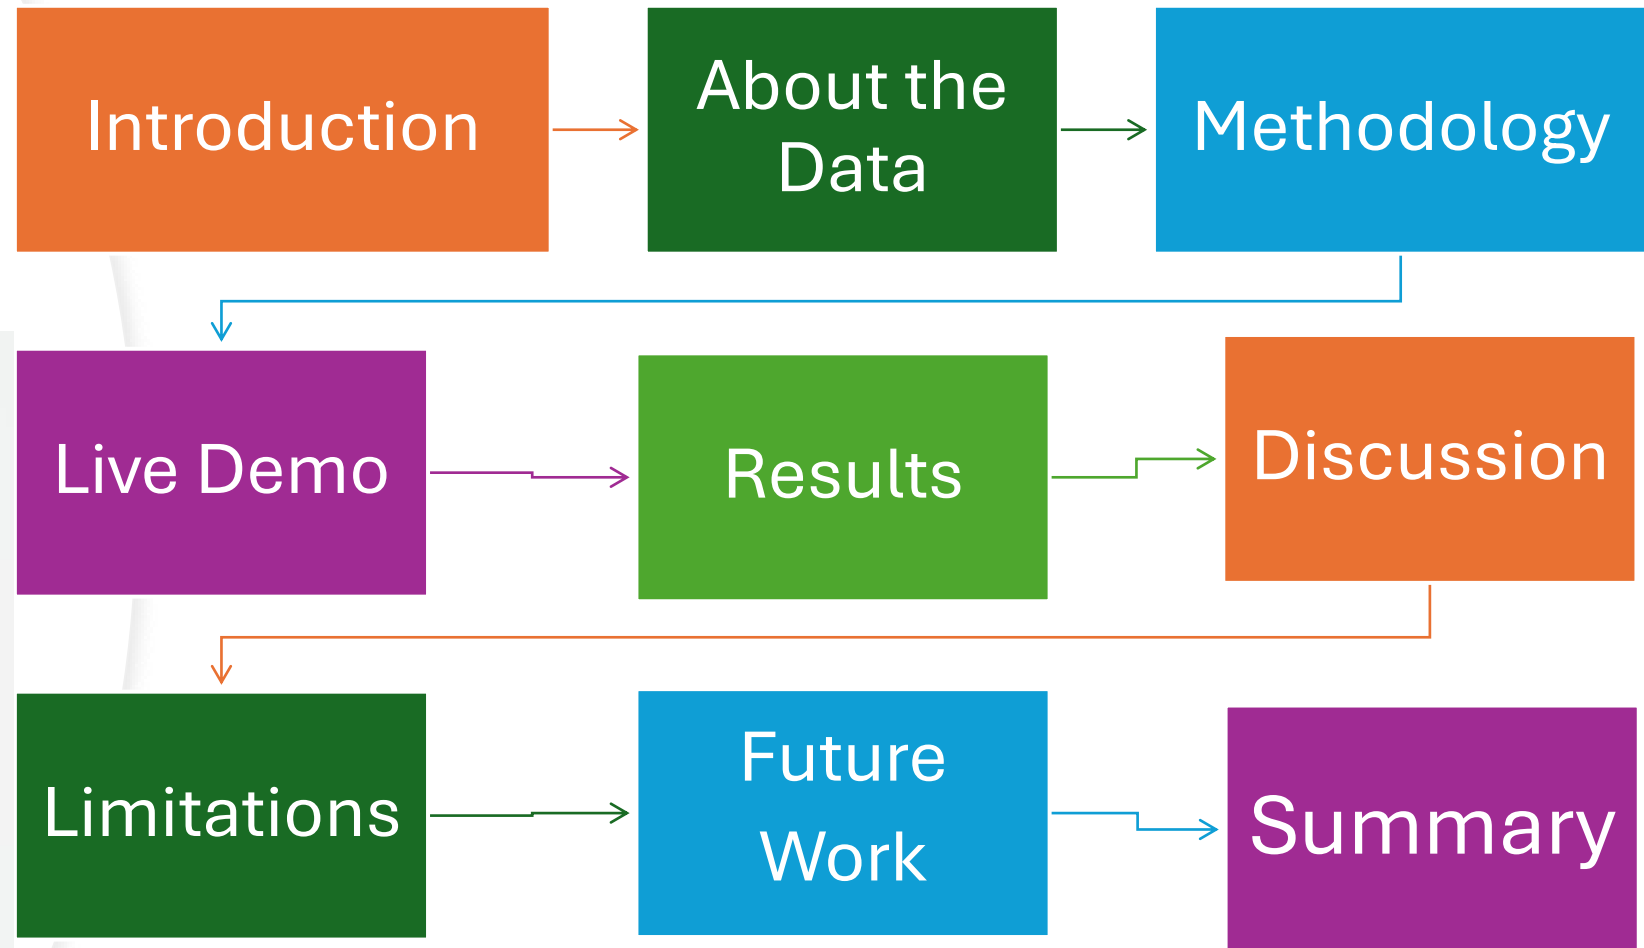 Introduction
About the
Data
Methodology
Live Demo
Results
Discussion
Limitations
Future
Work
Summary